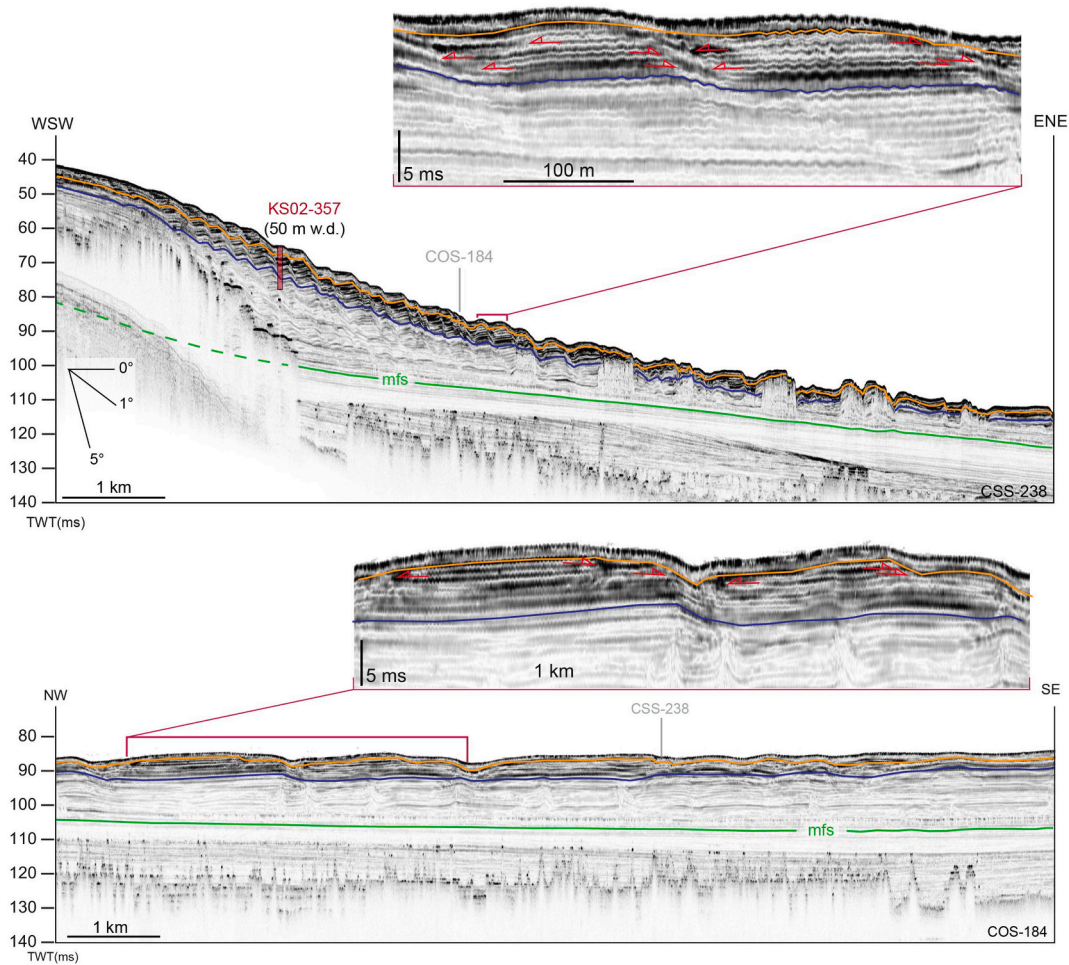 5 ms
100 m
WSW
ENE
40
50
60
70
80
90
100
110
120
130
140
TWT(ms)
KS02-357
(50 m w.d.)
COS-184
mfs
0°
1°
5°
1 km
CSS-238
5 ms
1 km
NW
SE
CSS-238
80
90
100
110
120
130
140
TWT(ms)
mfs
1 km
COS-184